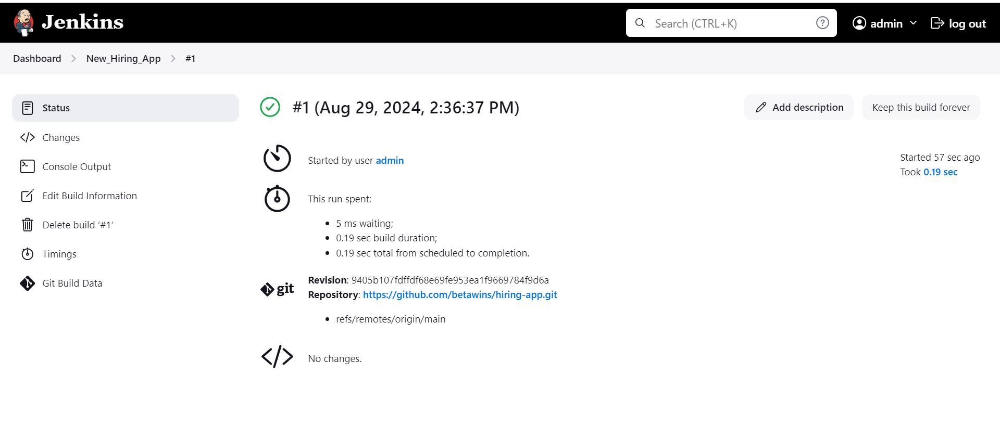 Jenkins
Search (CTRL+K)
admin
log out
Dashboard > New_Hiring_App > #1
Status
Changes
Console Output
Edit Build Information
Delete build ‘#1’
Timings
Git Build Data
#1 (Aug 29, 2024, 2:36:37 PM)
Add description
Keep this build forever
Started by user admin
Started 57 sec ago
Took 0.19 sec
This run spent:
• 5 ms waiting;
• 0.19 sec build duration;
• 0.19 sec total from scheduled to completion.
git
Revision: 9405b107fdffdf68e69fe953ea1f9669784f9d6a
Repository: https://github.com/betawins/hiring-app.git
• refs/remotes/origin/main
No changes.